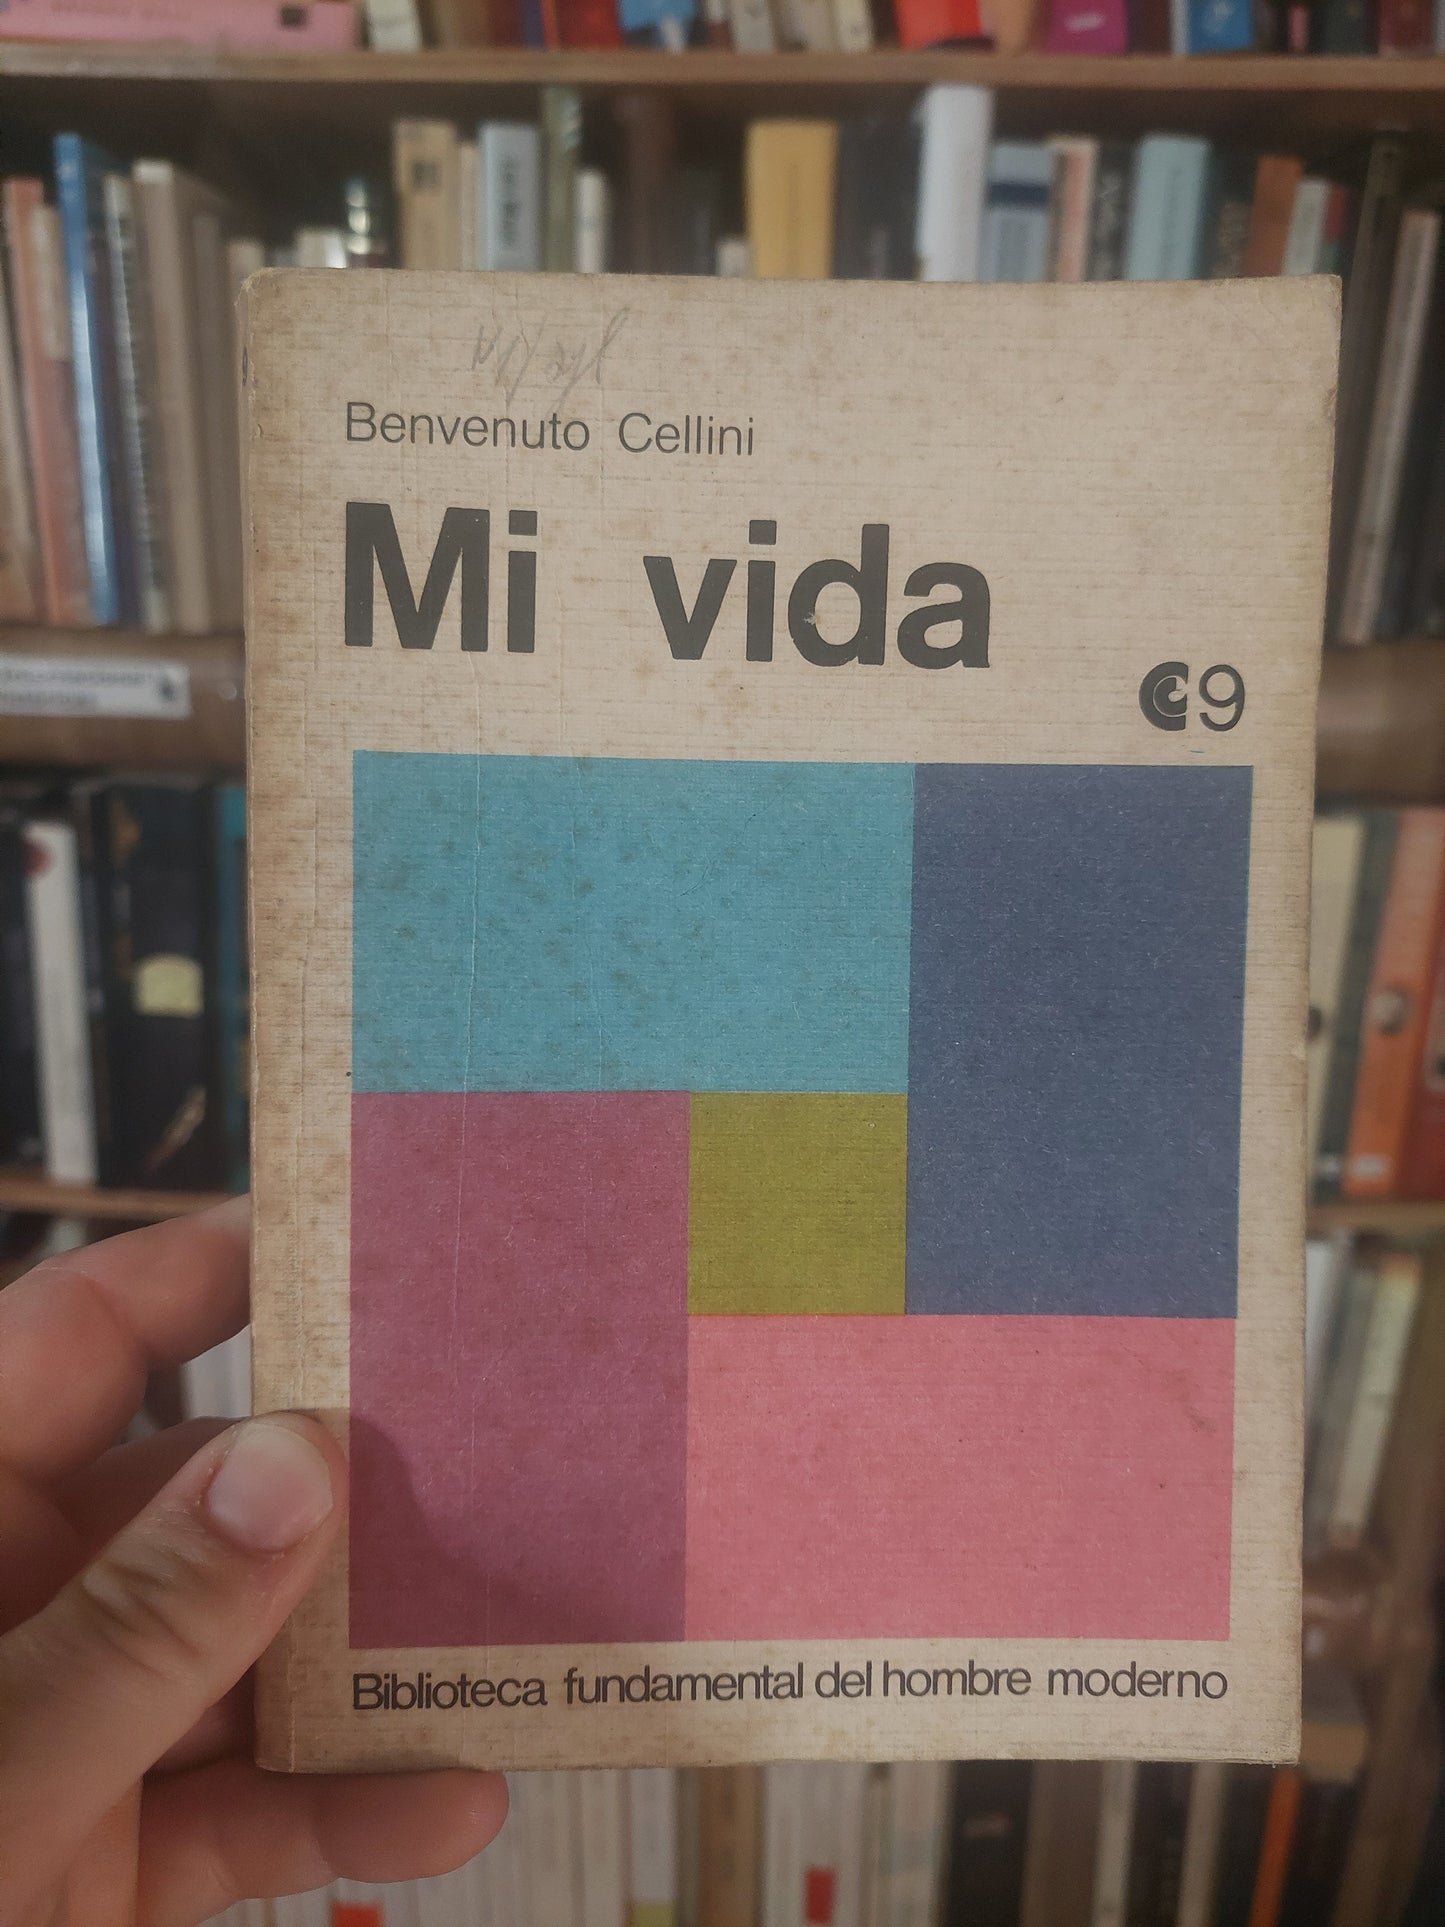 Benvenuto Cellini
Mi vida
9
Biblioteca fundamental del hombre moderno